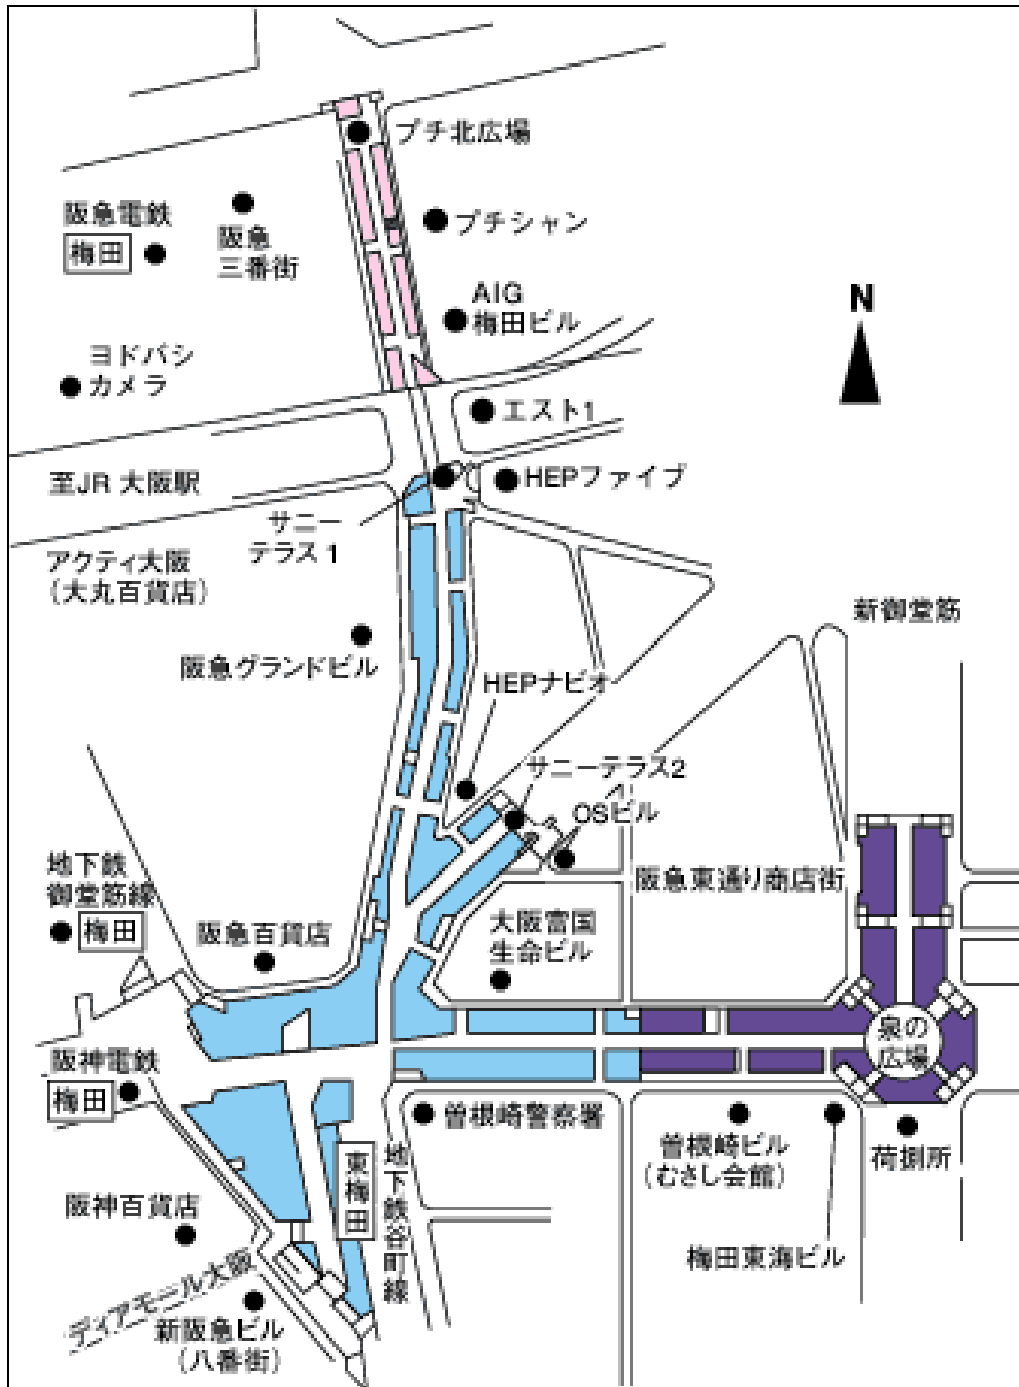 プチ北広場
阪急電鉄
梅田
阪急
三番街
プチシャン
AIG
梅田ビル
N
ヨドバシ
カメラ
エスト1
至JR 大阪駅
HEPファイブ
サニー
テラス1
アクティ大阪
(大丸百貨店)
新御堂筋
阪急グランドビル
HEPナビオ
サニーテラス2
OSビル
地下鉄
御堂筋線
梅田
阪急百貨店
阪急東通り商店街
大阪富国
生命ビル
泉の
広場
阪神電鉄
梅田
曽根崎警察署
曽根崎ビル
(むさし会館)
荷捌所
東梅田
地下鉄谷町線
阪神百貨店
梅田東海ビル
ディアモール大阪
新阪急ビル
(八番街)